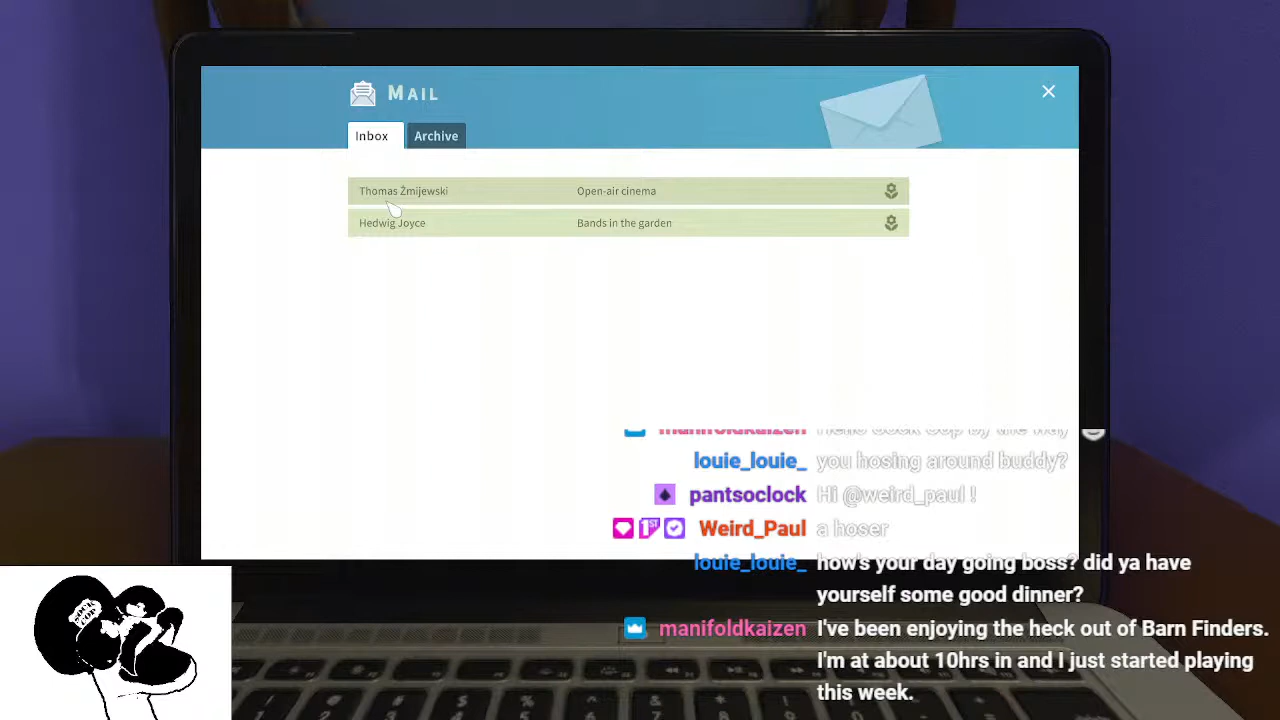 MAIL
Inbox
Archive
Thomas Żmijewski Open-air cinema
Hedwig Joyce Bands in the garden
manifoldkaizen Hello
louie_louie_ you hosing around buddy?
pantsoclock Hi @weird_paul !
Weird_Paul a hoser
louie_louie_ how's your day going boss? did ya have
yourself some good dinner?
manifoldkaizen I've been enjoying the heck out of Barn Finders.
I'm at about 10hrs in and I just started playing
this week.